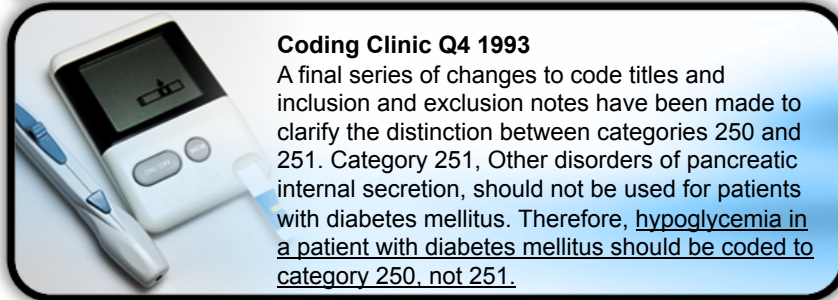 Coding Clinic Q4 1993
A final series of changes to code titles and
inclusion and exclusion notes have been made to
clarify the distinction between categories 250 and
251. Category 251, Other disorders of pancreatic
internal secretion, should not be used for patients
with diabetes mellitus. Therefore, hypoglycemia in
a patient with diabetes mellitus should be coded to
category 250, not 251.
ON/OFF
MEM